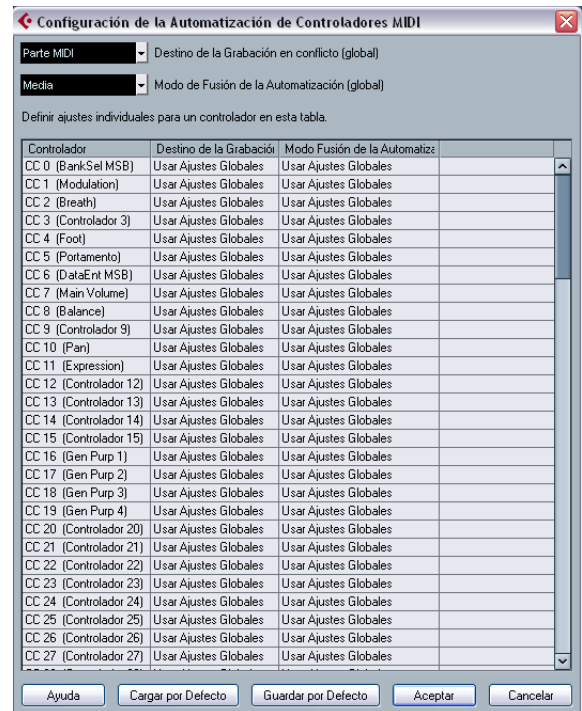 Configuración de la Automatización de Controladores MIDI
Parte MIDI Destino de la Grabación en conflicto (global)
Media Modo de Fusión de la Automatización (global)
Definir ajustes individuales para un controlador en esta tabla.
Controlador Destino de la Grabación Modo Fusión de la Automatiza
CC 0 (BankSel MSB) Usar Ajustes Globales Usar Ajustes Globales
CC 1 (Modulation) Usar Ajustes Globales Usar Ajustes Globales
CC 2 (Breath) Usar Ajustes Globales Usar Ajustes Globales
CC 3 (Controlador 3) Usar Ajustes Globales Usar Ajustes Globales
CC 4 (Foot) Usar Ajustes Globales Usar Ajustes Globales
CC 5 (Portamento) Usar Ajustes Globales Usar Ajustes Globales
CC 6 (DataEnt MSB) Usar Ajustes Globales Usar Ajustes Globales
CC 7 (Main Volume) Usar Ajustes Globales Usar Ajustes Globales
CC 8 (Balance) Usar Ajustes Globales Usar Ajustes Globales
CC 9 (Controlador 9) Usar Ajustes Globales Usar Ajustes Globales
CC 10 (Pan) Usar Ajustes Globales Usar Ajustes Globales
CC 11 (Expression) Usar Ajustes Globales Usar Ajustes Globales
CC 12 (Controlador 12) Usar Ajustes Globales Usar Ajustes Globales
CC 13 (Controlador 13) Usar Ajustes Globales Usar Ajustes Globales
CC 14 (Controlador 14) Usar Ajustes Globales Usar Ajustes Globales
CC 15 (Controlador 15) Usar Ajustes Globales Usar Ajustes Globales
CC 16 (Gen Purp 1) Usar Ajustes Globales Usar Ajustes Globales
CC 17 (Gen Purp 2) Usar Ajustes Globales Usar Ajustes Globales
CC 18 (Gen Purp 3) Usar Ajustes Globales Usar Ajustes Globales
CC 19 (Gen Purp 4) Usar Ajustes Globales Usar Ajustes Globales
CC 20 (Controlador 20) Usar Ajustes Globales Usar Ajustes Globales
CC 21 (Controlador 21) Usar Ajustes Globales Usar Ajustes Globales
CC 22 (Controlador 22) Usar Ajustes Globales Usar Ajustes Globales
CC 23 (Controlador 23) Usar Ajustes Globales Usar Ajustes Globales
CC 24 (Controlador 24) Usar Ajustes Globales Usar Ajustes Globales
CC 25 (Controlador 25) Usar Ajustes Globales Usar Ajustes Globales
CC 26 (Controlador 26) Usar Ajustes Globales Usar Ajustes Globales
CC 27 (Controlador 27) Usar Ajustes Globales Usar Ajustes Globales
Ayuda Cargar por Defecto Guardar por Defecto Aceptar Cancelar